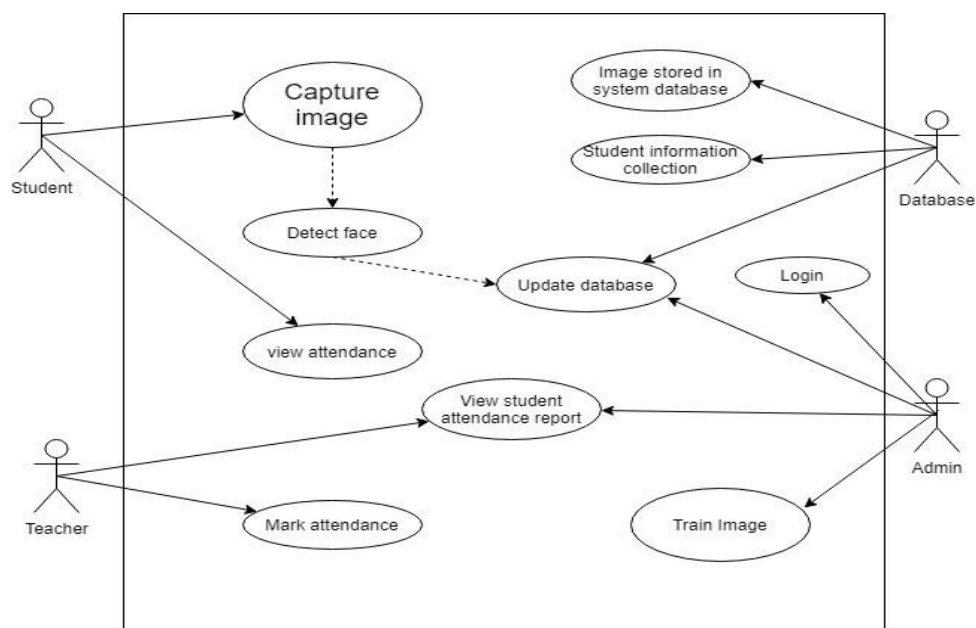 Capture
image
Image stored in
system database
Student
Student information
collection
Database
Detect face
Login
Update database
view attendance
View student
attendance report
Admin
Teacher
Mark attendance
Train Image